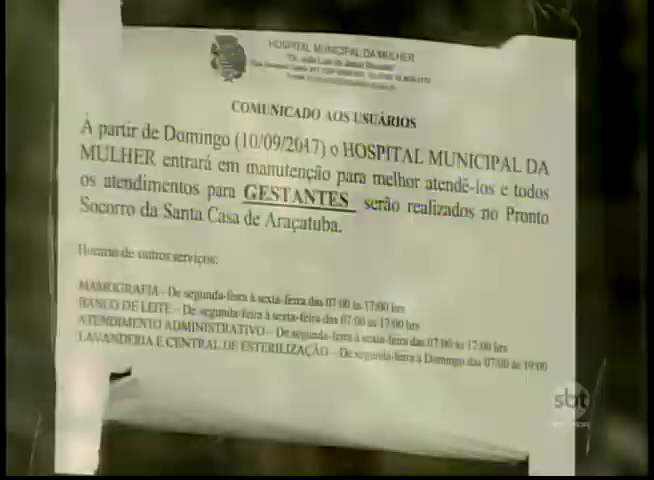 HOSPITAL MUNICIPAL DA MULHER
COMUNICADO AOS USUÁRIOS
À partir de Domingo (10/09/2017) o HOSPITAL MUNICIPAL DA
MULHER entrará em manutenção para melhor atendê-los e todos
os atendimentos para GESTANTES serão realizados no Pronto
Socorro da Santa Casa de Araçatuba.
Horário de outros serviços:
MAMOGRAFIA - De segunda-feira à sexta-feira das 07:00 às 17:00 hrs
BANCO DE LEITE - De segunda-feira à sexta-feira das 07:00 às 17:00 hrs
ATENDIMENTO ADMINISTRATIVO - De segunda-feira à sexta-feira das 07:00 às 17:00 hrs
LAVANDERIA E CENTRAL DE ESTERILIZAÇÃO - De segunda-feira à Domingo das 07:00 às 19:00
sbt